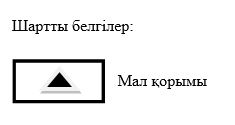 Шартты белгілер:
Мал қорымы